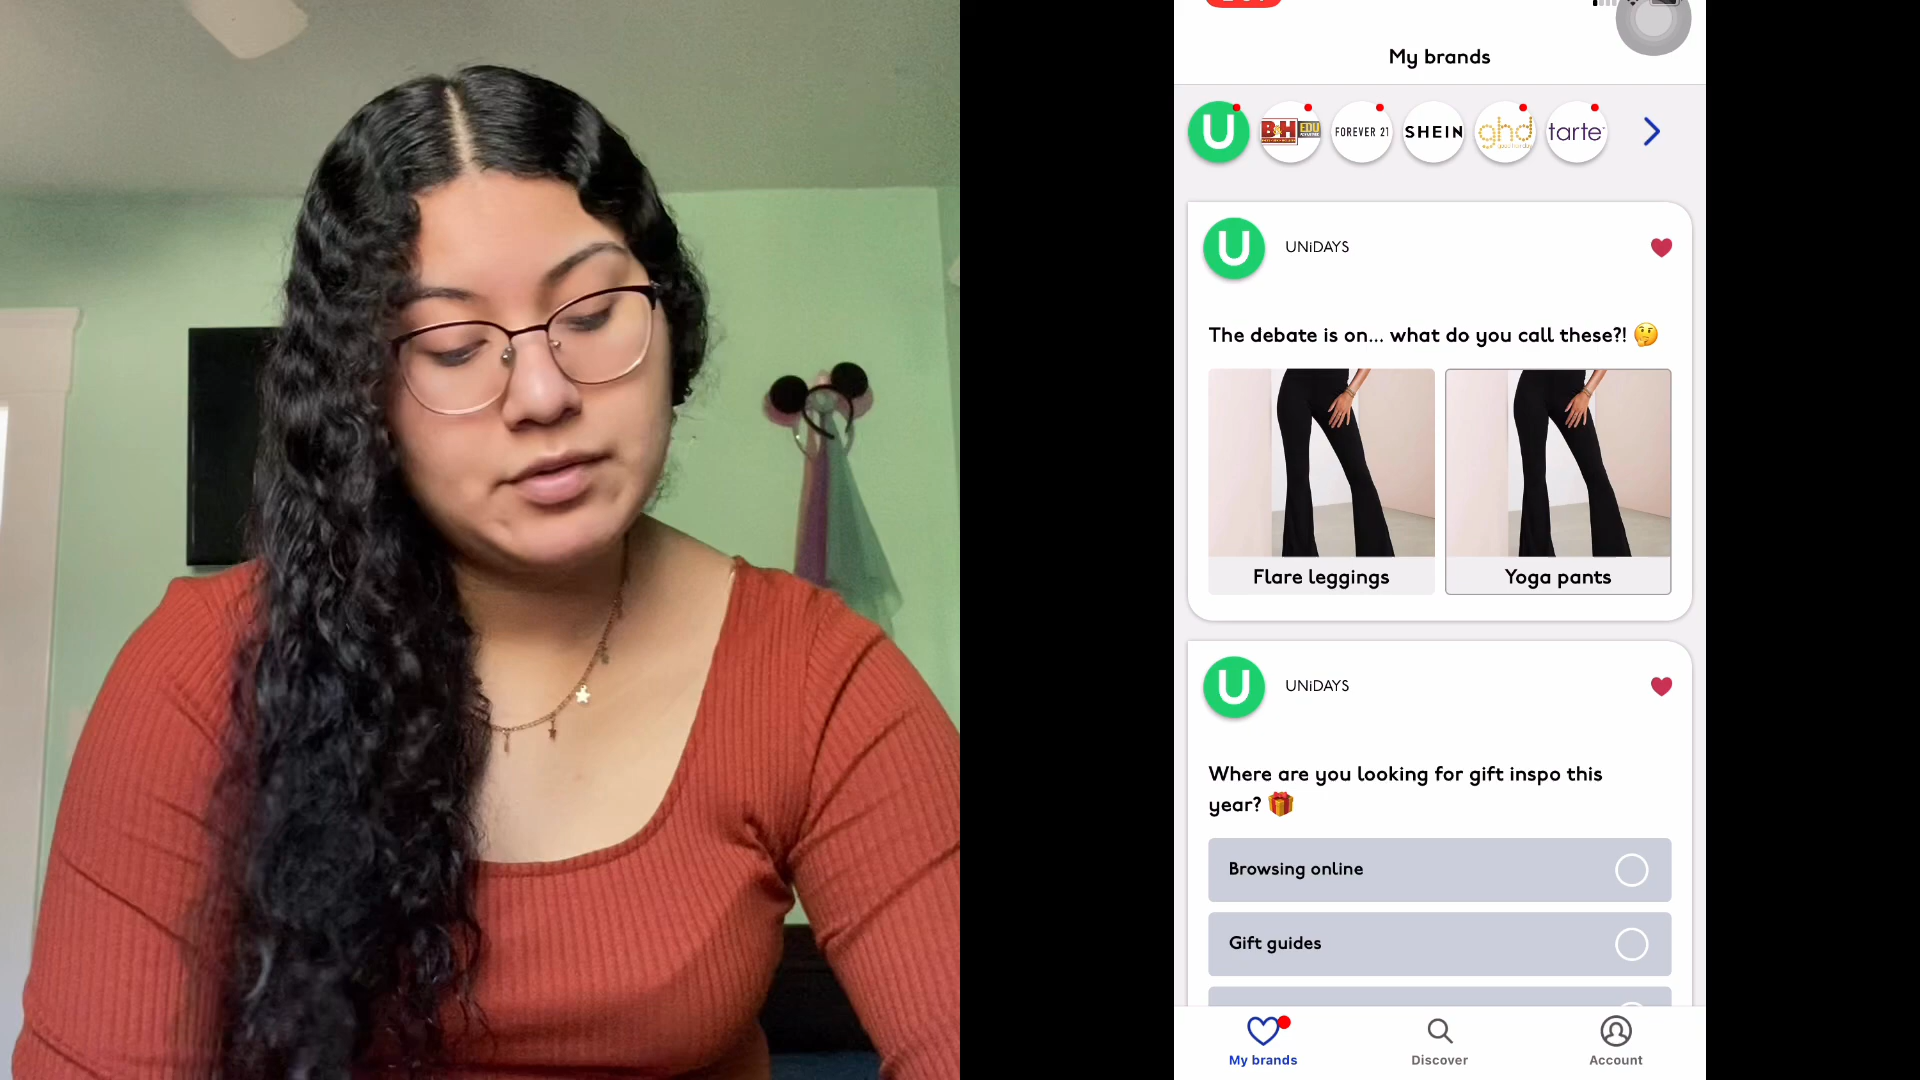 My brands
U
B&H
EDU
FOREVER 21
SHEIN
ghd
tarte
U
UNiDAYS
The debate is on... what do you call these?! 🤔
Flare leggings
Yoga pants
U
UNiDAYS
Where are you looking for gift inspo this
year? 🎁
Browsing online
Gift guides
My brands
Discover
Account